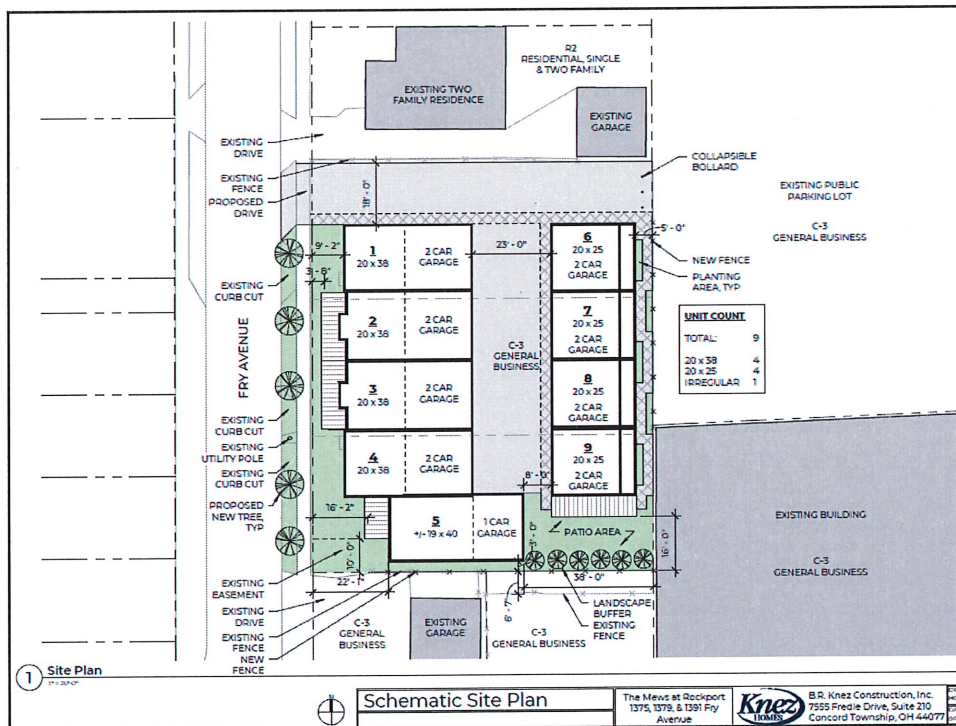 R2
RESIDENTIAL, SINGLE
& TWO FAMILY
EXISTING TWO
FAMILY RESIDENCE
EXISTING
GARAGE
EXISTING
DRIVE
EXISTING
FENCE
PROPOSED
DRIVE
18' - 0"
COLLAPSIBLE
BOLLARD
EXISTING PUBLIC
PARKING LOT
C-3
GENERAL BUSINESS
5' - 0"
NEW FENCE
PLANTING
AREA, TYP
9' - 2"
3' - 8"
1
20 x 38
2 CAR
GARAGE
23' - 0"
6
20 x 25
2 CAR
GARAGE
EXISTING
CURB CUT
FRY AVENUE
2
20 x 38
2 CAR
GARAGE
C-3
GENERAL
BUSINESS
7
20 x 25
2 CAR
GARAGE
UNIT COUNT
TOTAL: 9
20 x 38 4
20 x 25 4
IRREGULAR 1
3
20 x 38
2 CAR
GARAGE
8
20 x 25
2 CAR
GARAGE
EXISTING
CURB CUT
EXISTING
UTILITY POLE
EXISTING
CURB CUT
PROPOSED
NEW TREE,
TYP
4
20 x 38
2 CAR
GARAGE
9
20 x 25
2 CAR
GARAGE
8' - 0"
16' - 2"
5
+/- 19 x 40
1 CAR
GARAGE
3' - 0"
PATIO AREA
16' - 0"
10' - 0"
22' - 1"
38' - 0"
6' - 7"
EXISTING BUILDING
C-3
GENERAL BUSINESS
EXISTING
EASEMENT
EXISTING
DRIVE
EXISTING
FENCE
NEW
FENCE
C-3
GENERAL
BUSINESS
EXISTING
GARAGE
C-3
GENERAL BUSINESS
LANDSCAPE
BUFFER
EXISTING
FENCE
1 Site Plan
Schematic Site Plan
The Mews at Rockport
1375, 1379, & 1391 Fry
Avenue
Knez
HOMES
B.R. Knez Construction, Inc.
7555 Fredle Drive, Suite 210
Concord Township, OH 44077